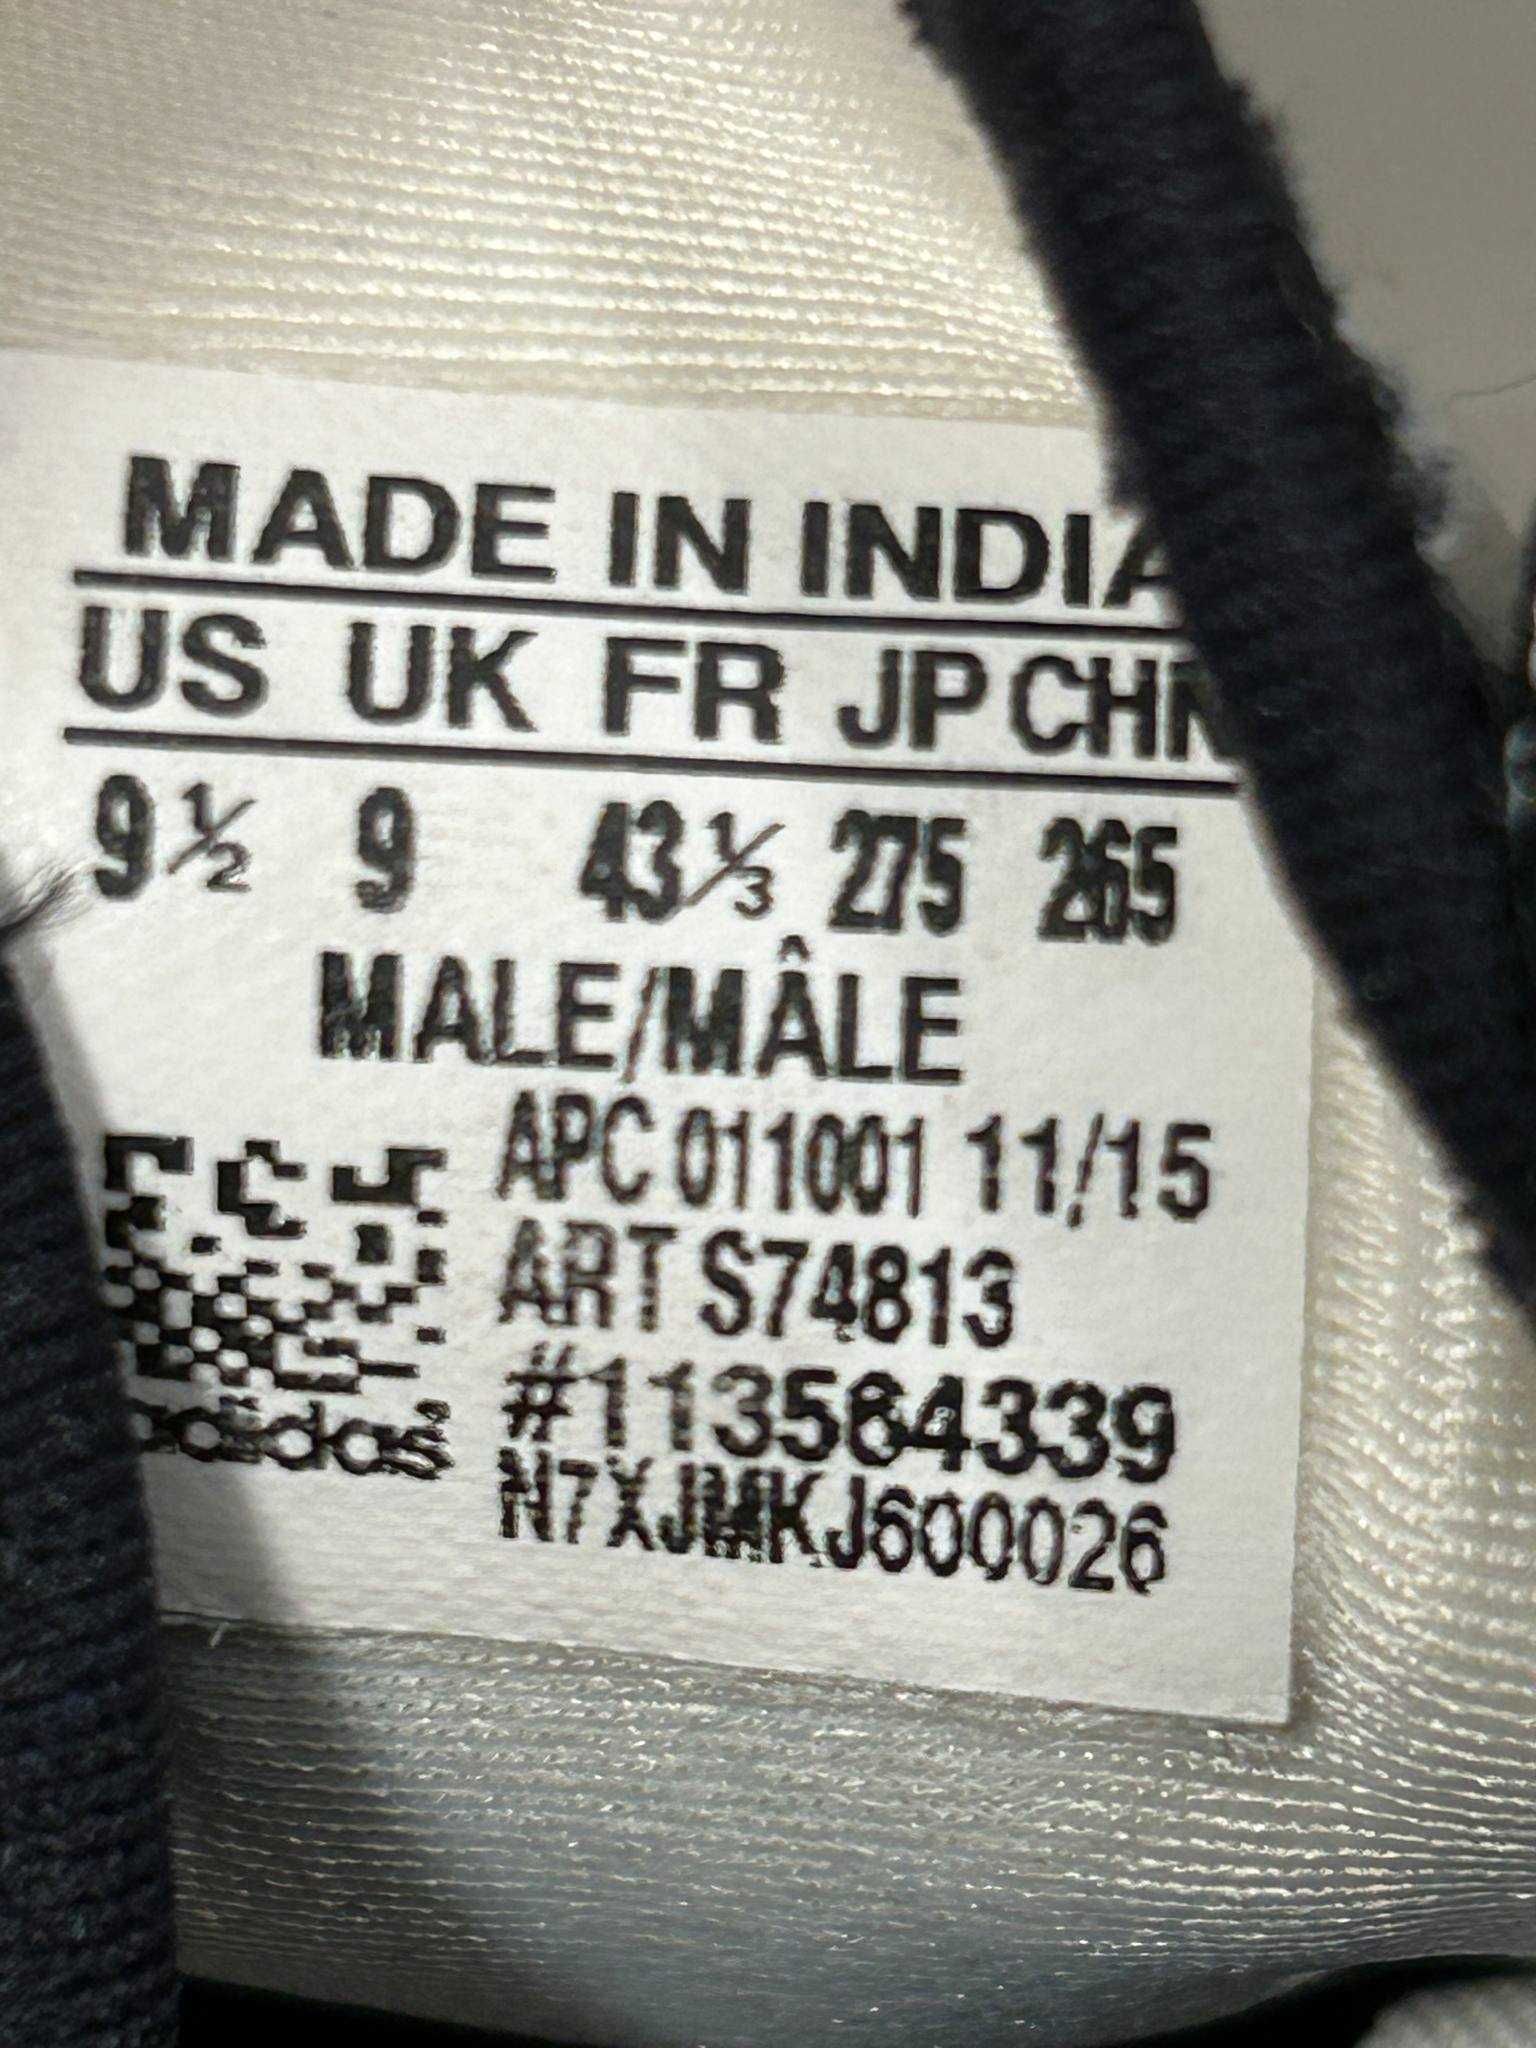 MADE IN INDIA
US UK FR JP CHN
9½ 9 43⅓ 275 265
MALE/MÂLE
APC 011001 11/15
ART S74813
#113564339
adidas
N7XJMKJ600026